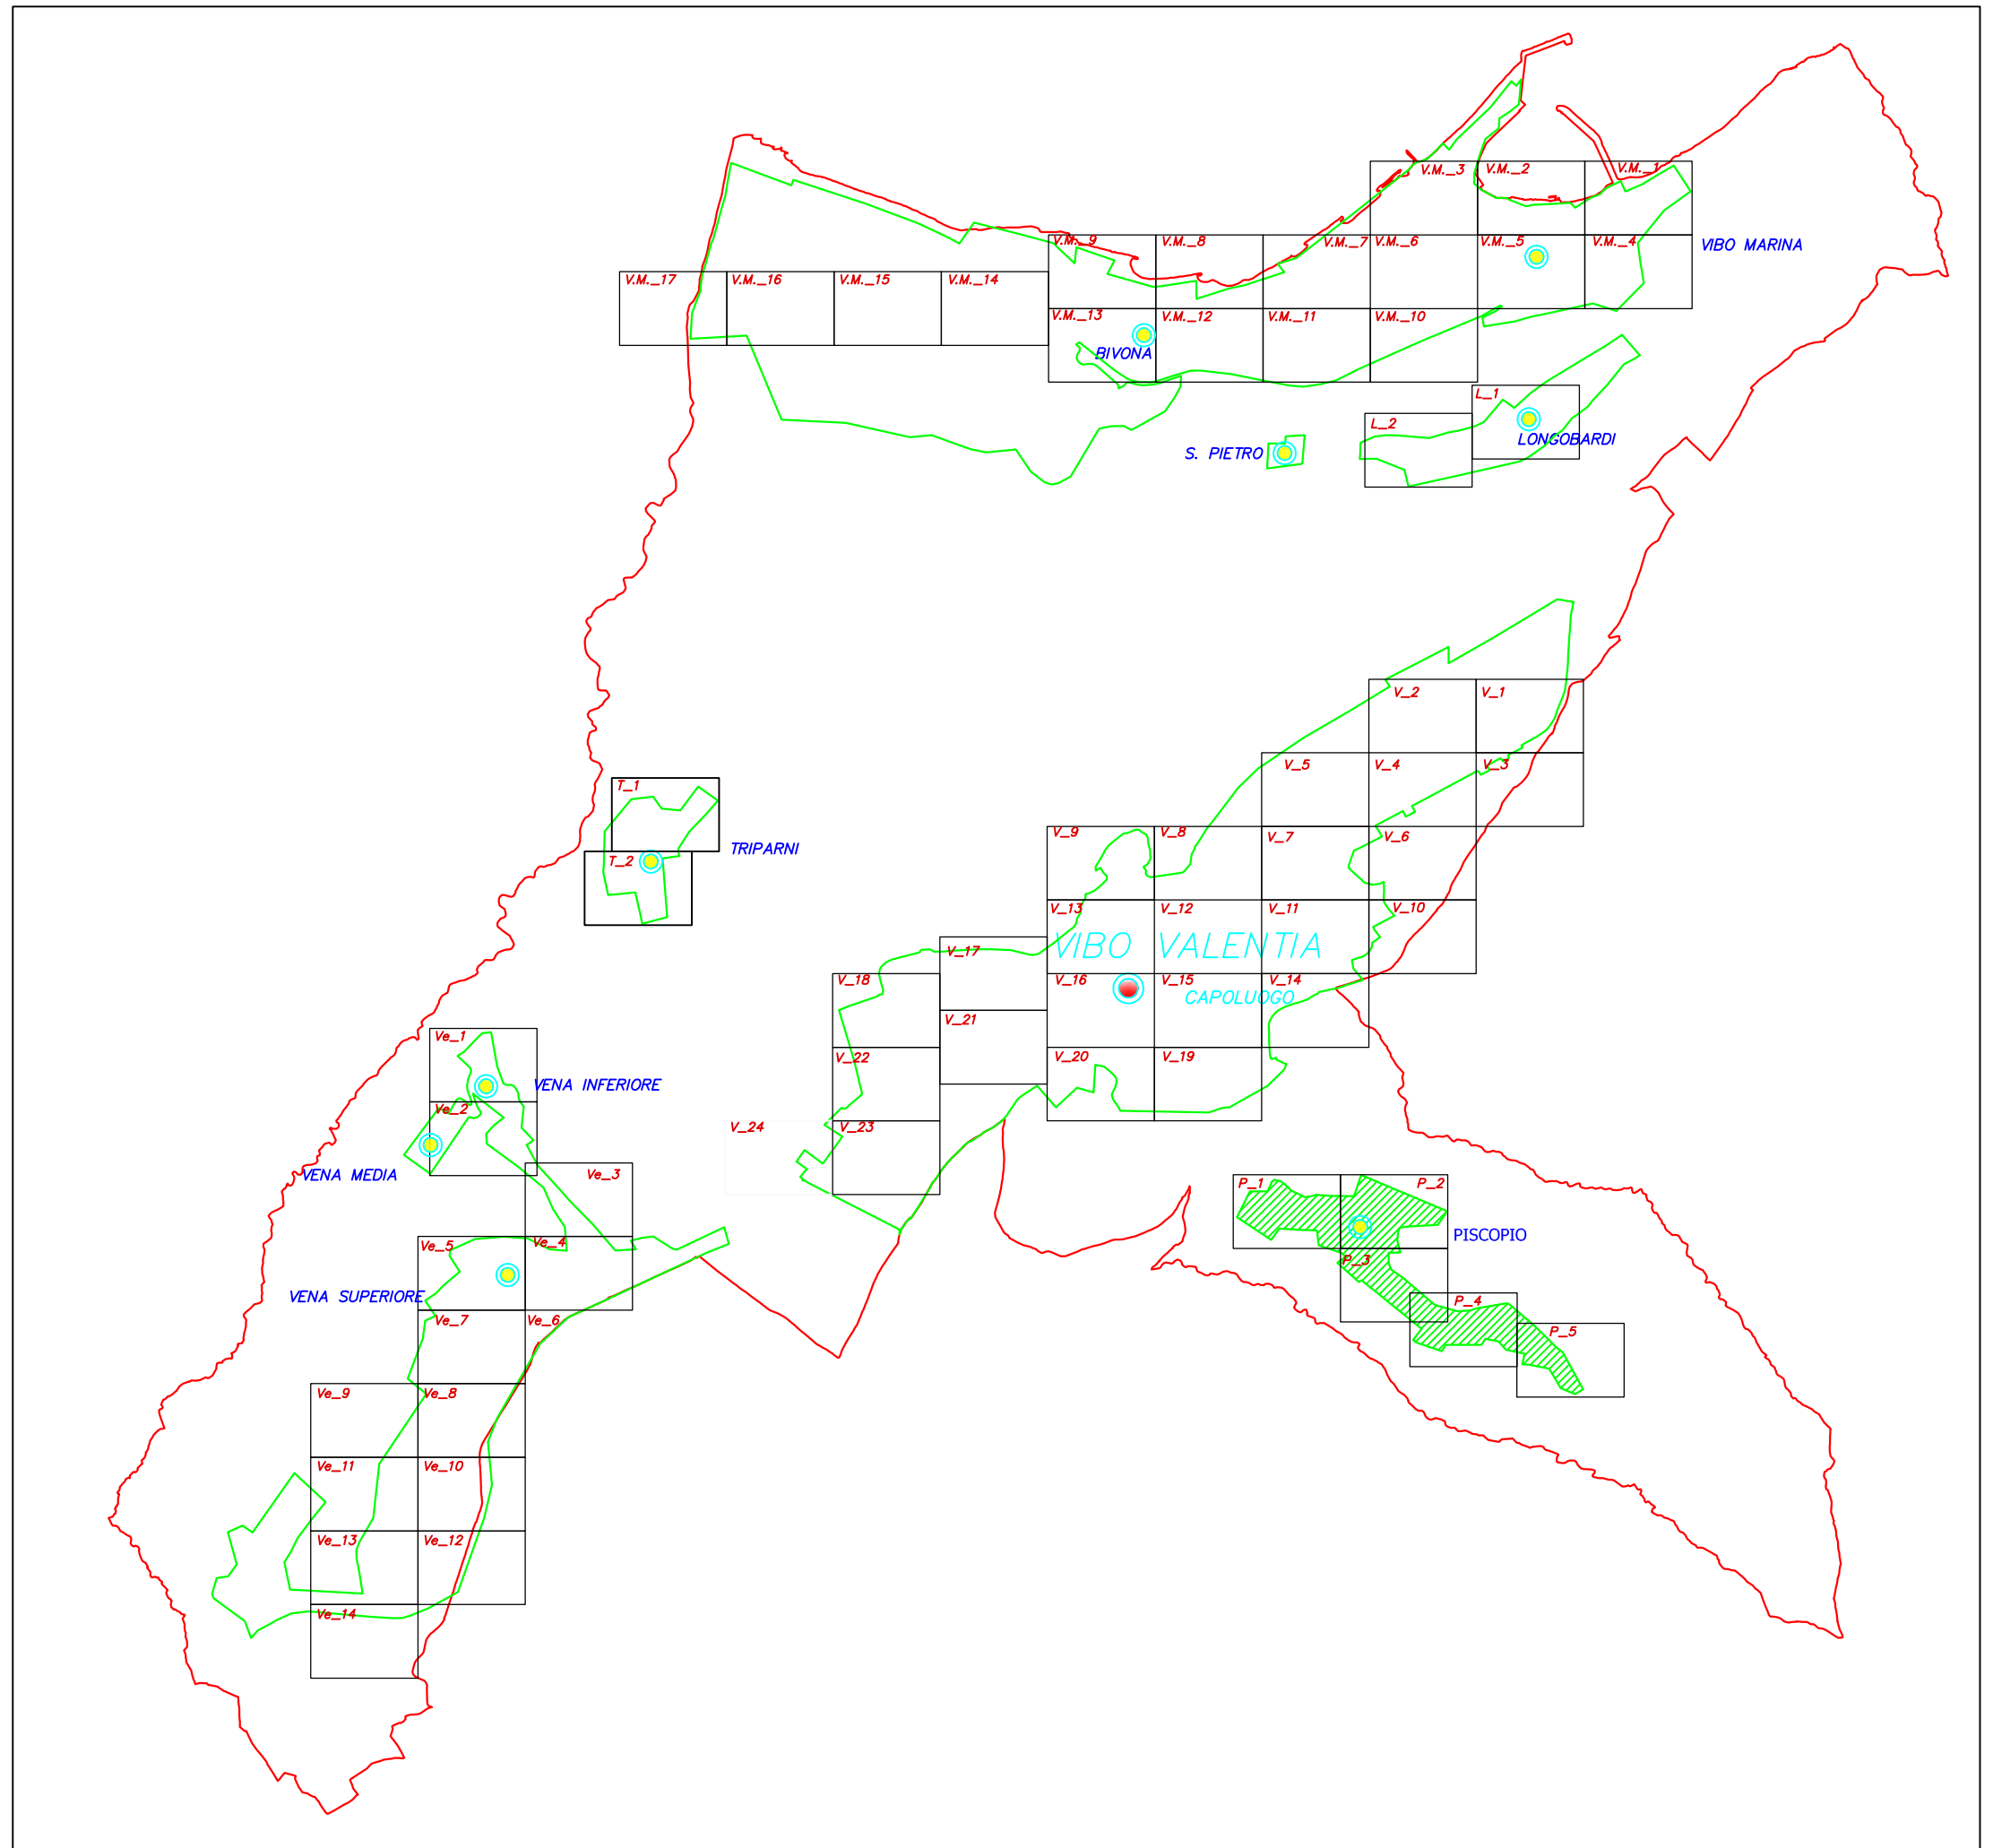 V.M._3
V.M._2
V.M._1
V.M._9
V.M._8
V.M._7
V.M._6
V.M._5
V.M._4
VIBO MARINA
V.M._17
V.M._16
V.M._15
V.M._14
V.M._13
V.M._12
V.M._11
V.M._10
BIVONA
L_1
L_2
LONGOBARDI
S. PIETRO
V_2
V_1
V_5
V_4
V_3
T_1
TRIPARNI
T_2
V_9
V_8
V_7
V_6
V_13
V_12
V_11
V_10
VIBO VALENTIA
V_17
V_18
V_16
V_15
V_14
CAPOLUOGO
V_21
Ve_1
V_22
V_20
V_19
VENA INFERIORE
Ve_2
V_24
V_23
VENA MEDIA
Ve_3
P_1
P_2
PISCOPIO
Ve_5
Ve_4
P_3
VENA SUPERIORE
P_4
Ve_7
Ve_6
P_5
Ve_9
Ve_8
Ve_11
Ve_10
Ve_13
Ve_12
Ve_14